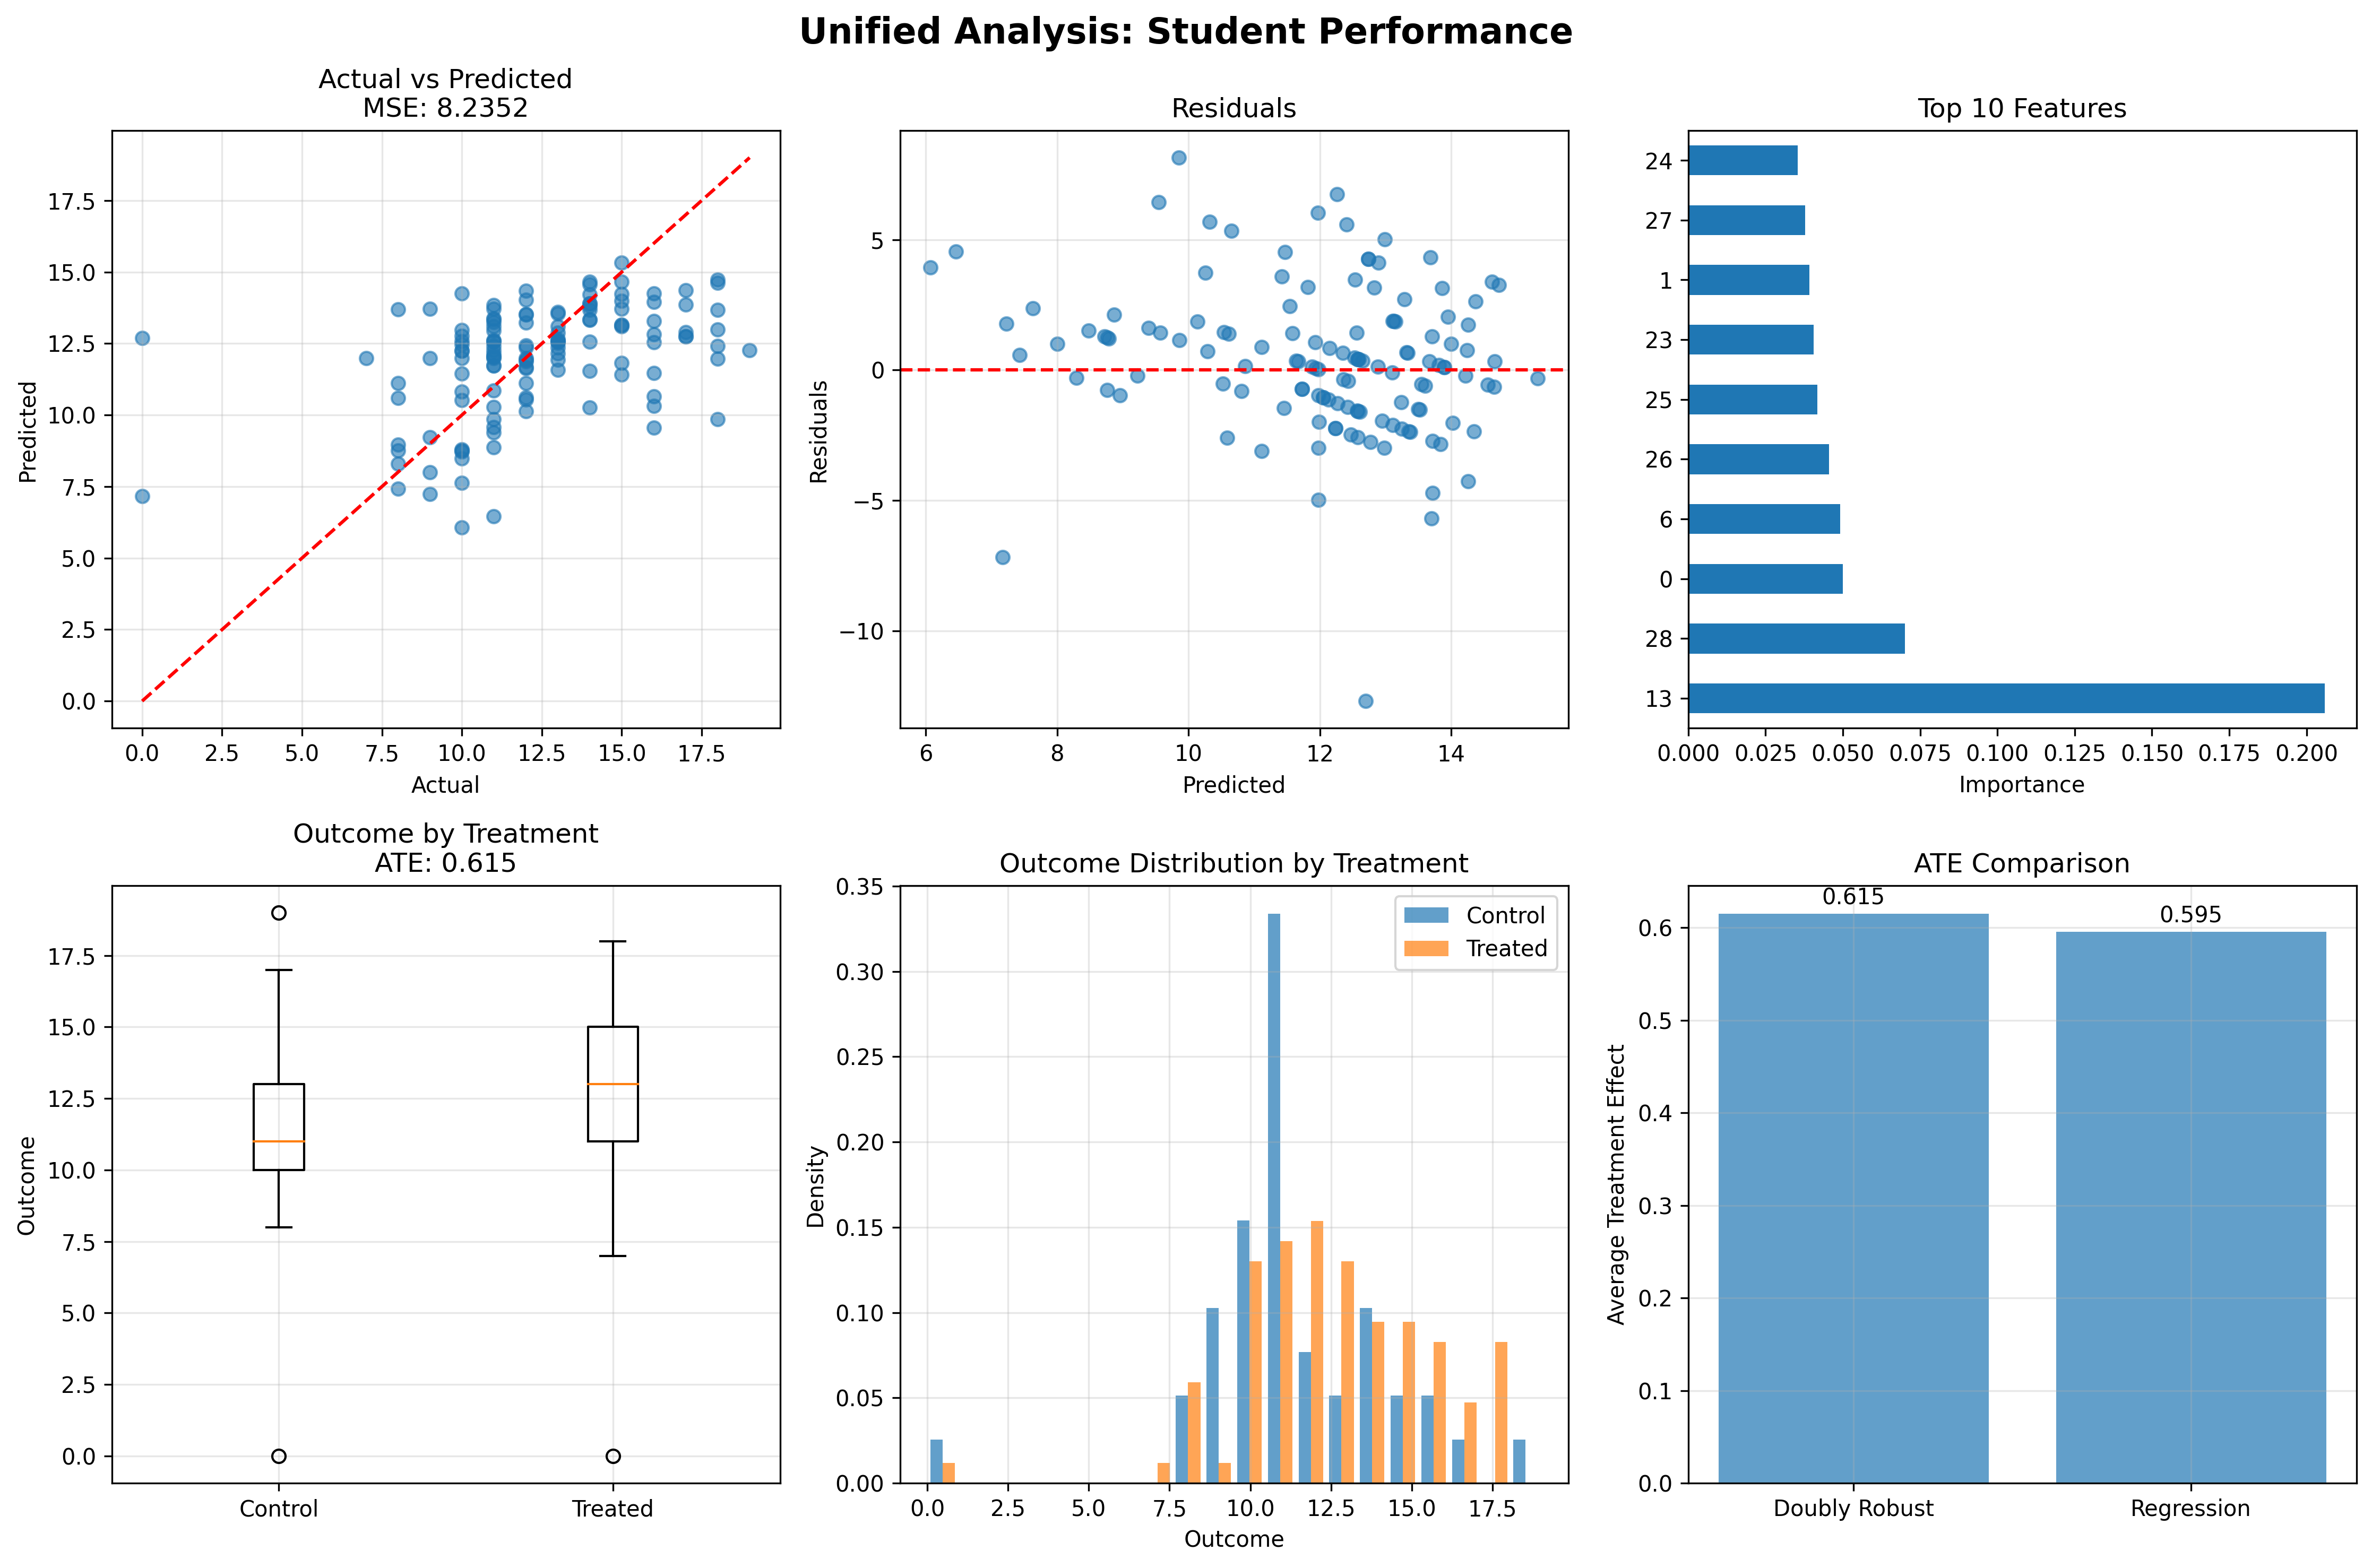 Unified Analysis: Student Performance
Actual vs Predicted
MSE: 8.2352
Predicted
17.5
15.0
12.5
10.0
7.5
5.0
2.5
0.0
0.0 2.5 5.0 7.5 10.0 12.5 15.0 17.5
Actual
Residuals
Residuals
5
0
−5
−10
6 8 10 12 14
Predicted
Top 10 Features
24
27
1
23
25
26
6
0
28
13
0.000 0.025 0.050 0.075 0.100 0.125 0.150 0.175 0.200
Importance
Outcome by Treatment
ATE: 0.615
Outcome
17.5
15.0
12.5
10.0
7.5
5.0
2.5
0.0
Control Treated
Outcome Distribution by Treatment
Density
0.35
0.30
0.25
0.20
0.15
0.10
0.05
0.00
Control
Treated
0.0 2.5 5.0 7.5 10.0 12.5 15.0 17.5
Outcome
ATE Comparison
Average Treatment Effect
0.6
0.5
0.4
0.3
0.2
0.1
0.0
0.615
0.595
Doubly Robust Regression